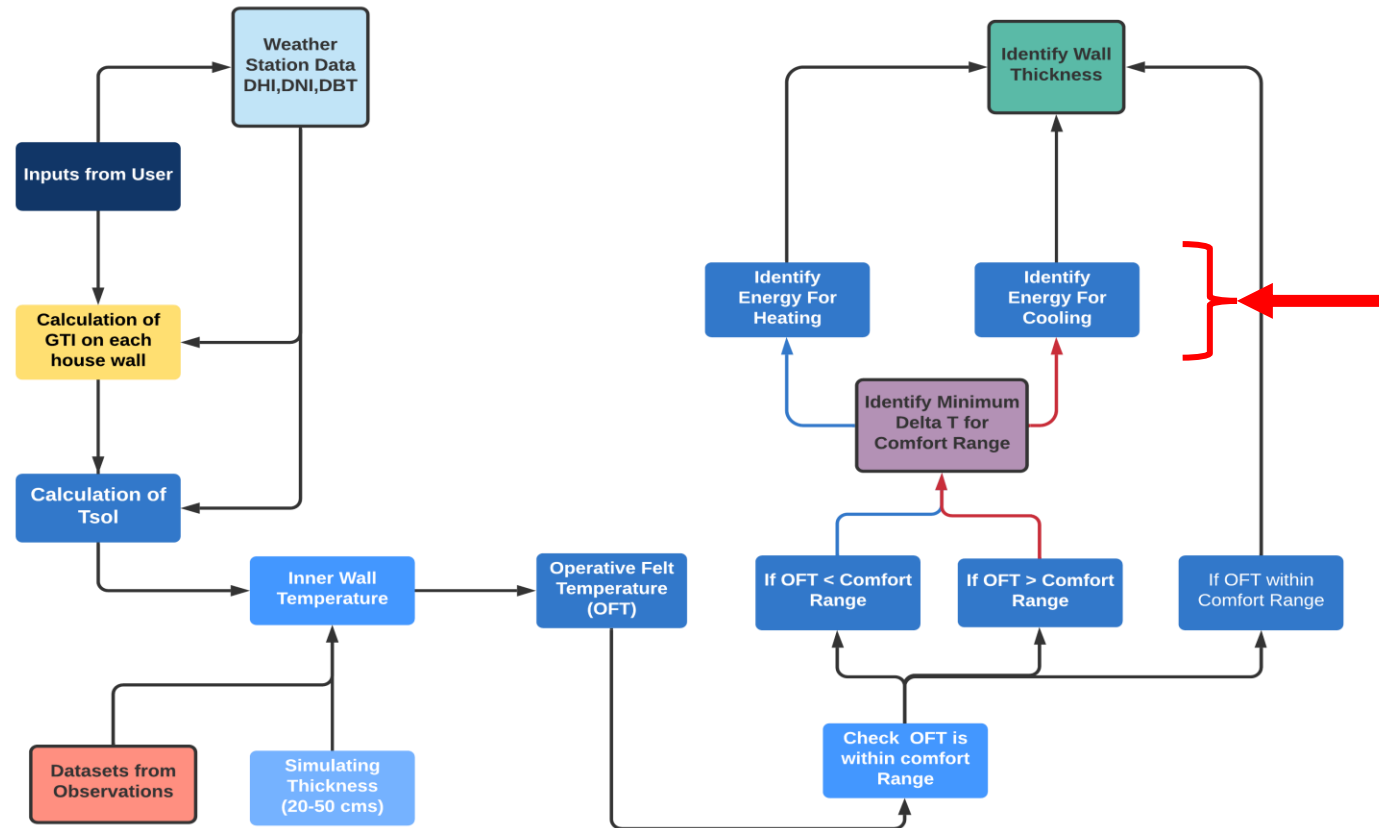 Weather
Station Data
DHI,DNI,DBT
Inputs from User
Calculation of
GTI on each
house wall
Calculation of
Tsol
Inner Wall
Temperature
Datasets from
Observations
Simulating
Thickness
(20-50 cms)
Operative Felt
Temperature
(OFT)
Check  OFT is
within comfort
Range
If OFT < Comfort
Range
If OFT > Comfort
Range
If OFT within
Comfort Range
Identify Minimum
Delta T for
Comfort Range
Identify
Energy For
Heating
Identify
Energy For
Cooling
Identify Wall
Thickness